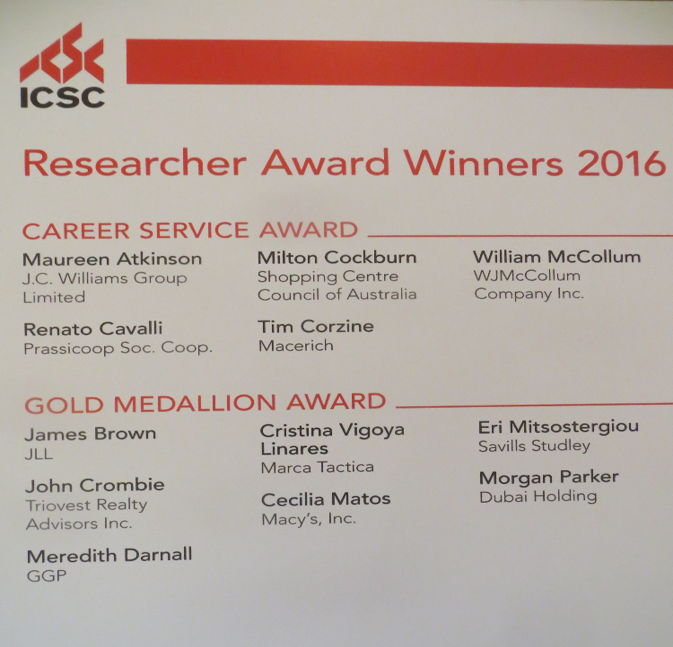 ICSC
Researcher Award Winners 2016
CAREER SERVICE AWARD
Maureen Atkinson
J.C. Williams Group
Limited
Renato Cavalli
Prassicoop Soc. Coop.
Milton Cockburn
Shopping Centre
Council of Australia
Tim Corzine
Macerich
William McCollum
WJMcCollum
Company Inc.
GOLD MEDALLION AWARD
James Brown
JLL
John Crombie
Triovest Realty
Advisors Inc.
Meredith Darnall
GGP
Cristina Vigoya
Linares
Marca Tactica
Cecilia Matos
Macy's, Inc.
Eri Mitsostergiou
Savills Studley
Morgan Parker
Dubai Holding